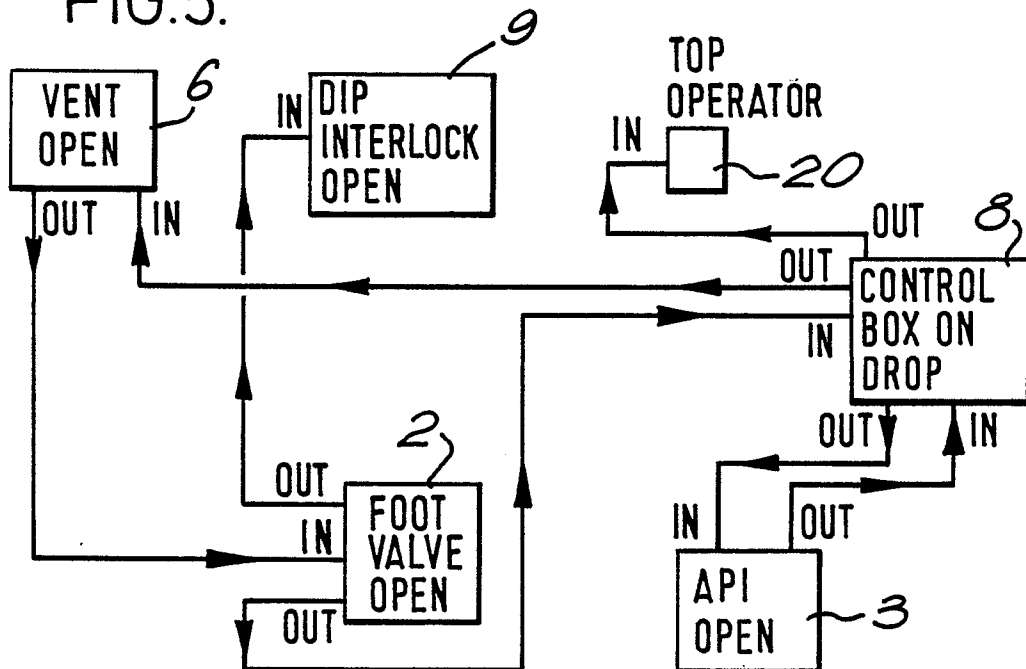 FIG.5.
6
VENT
OPEN
OUT
IN
9
IN
DIP
INTERLOCK
OPEN
TOP
OPERATOR
IN
20
OUT
OUT
8
CONTROL
BOX ON
DROP
IN
OUT
IN
2
OUT
IN
FOOT
VALVE
OPEN
OUT
IN
OUT
API
OPEN
3